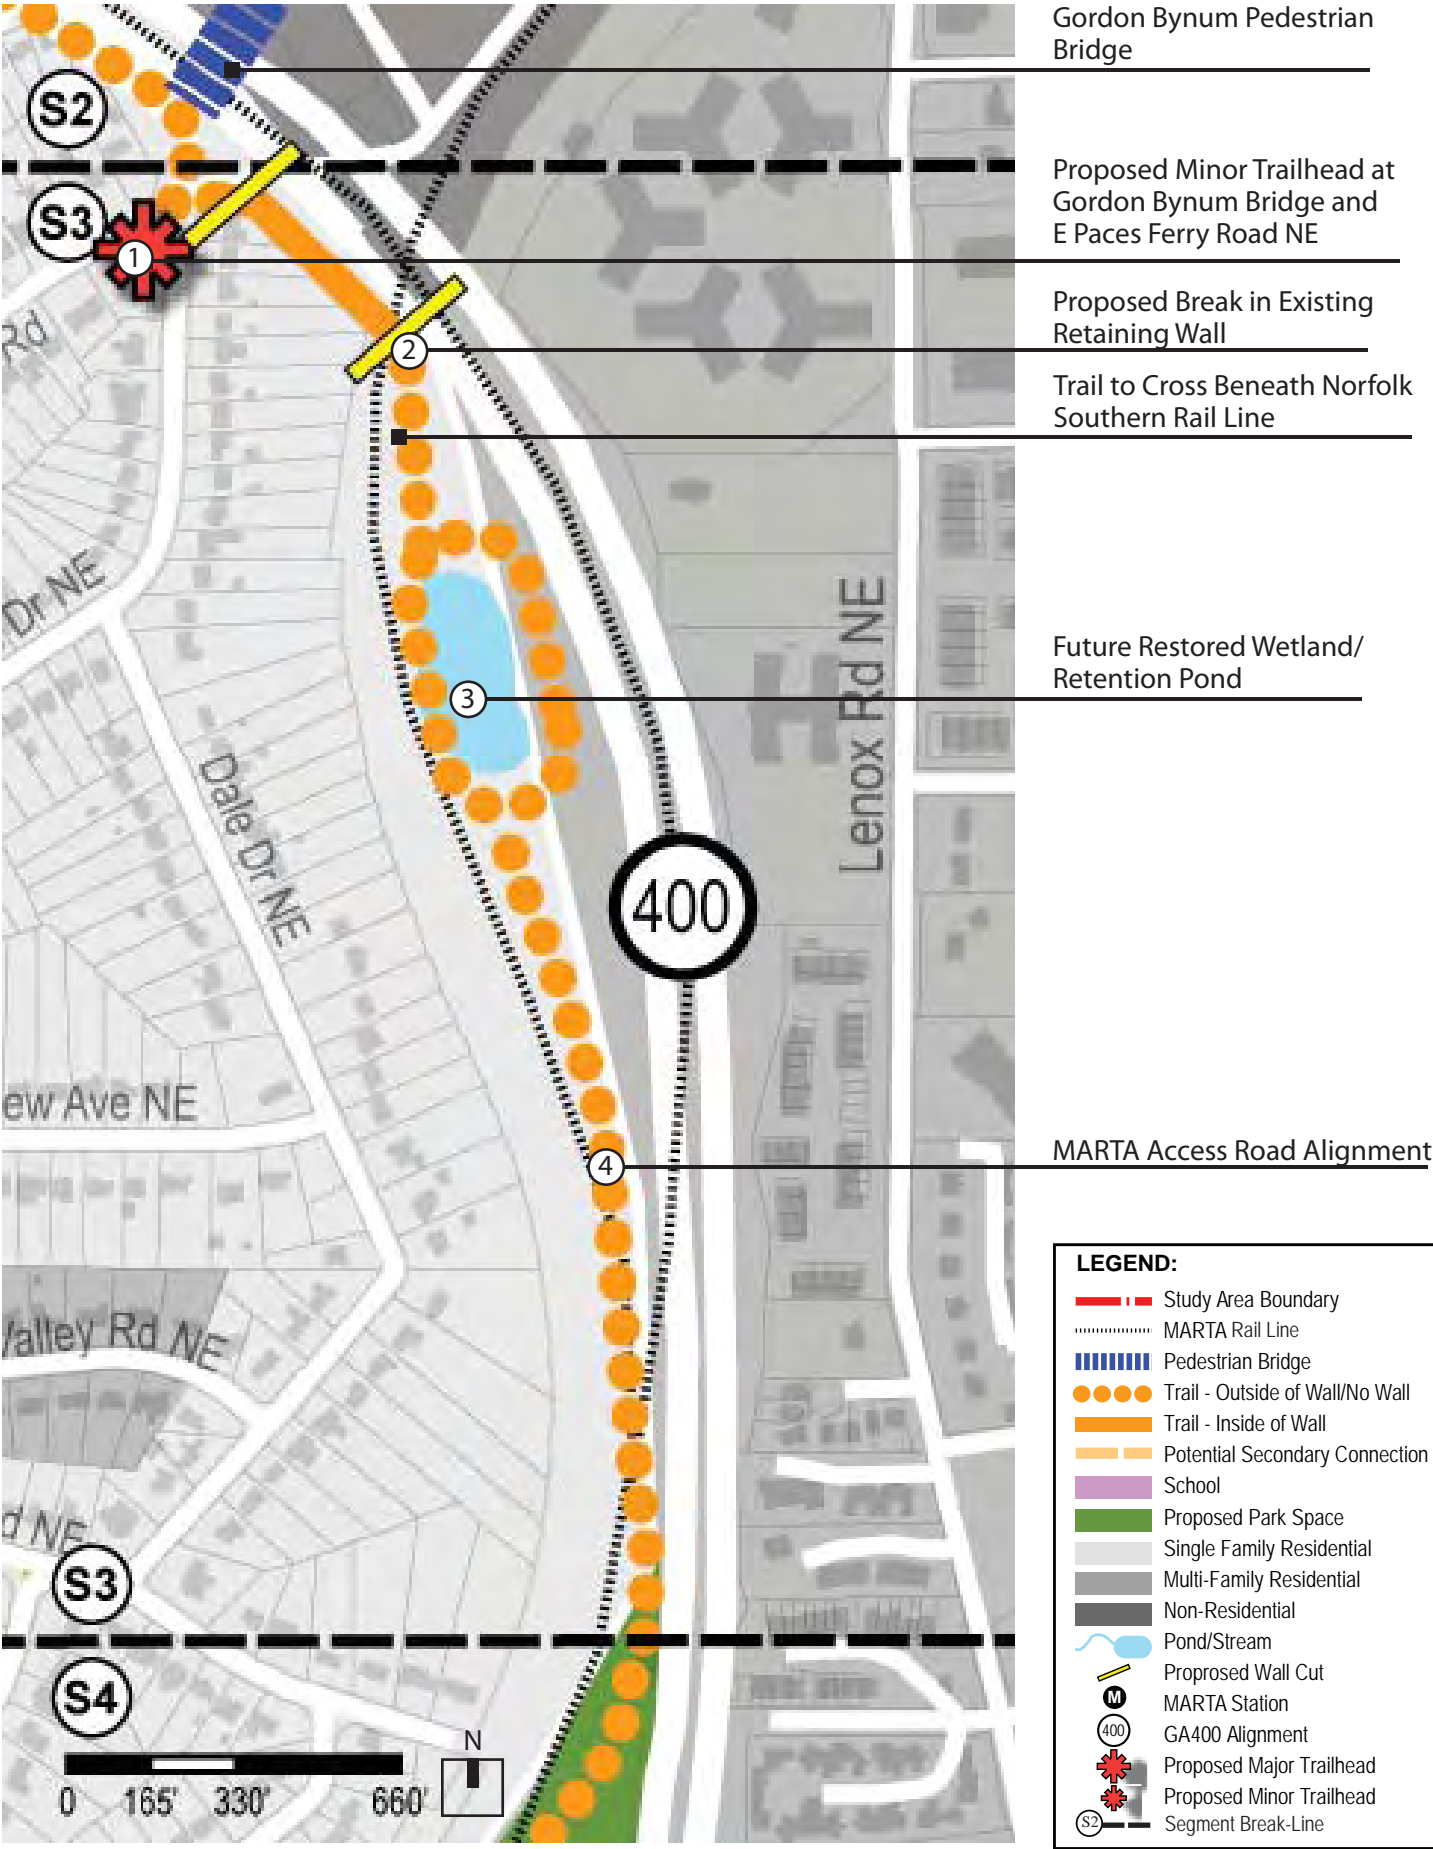 Gordon Bynum Pedestrian
Bridge
S2
Proposed Minor Trailhead at
Gordon Bynum Bridge and
E Paces Ferry Road NE
S3
1
Proposed Break in Existing
Retaining Wall
Rd
2
Trail to Cross Beneath Norfolk
Southern Rail Line
Dr NE
Lenox Rd NE
Future Restored Wetland/
Retention Pond
3
Dale Dr NE
400
ew Ave NE
MARTA Access Road Alignment
4
Valley Rd NE
d NE
S3
S4
N
0 165' 330' 660'
LEGEND:
Study Area Boundary
MARTA Rail Line
Pedestrian Bridge
Trail - Outside of Wall/No Wall
Trail - Inside of Wall
Potential Secondary Connection
School
Proposed Park Space
Single Family Residential
Multi-Family Residential
Non-Residential
Pond/Stream
Proprosed Wall Cut
M MARTA Station
400 GA400 Alignment
Proposed Major Trailhead
Proposed Minor Trailhead
S2 Segment Break-Line